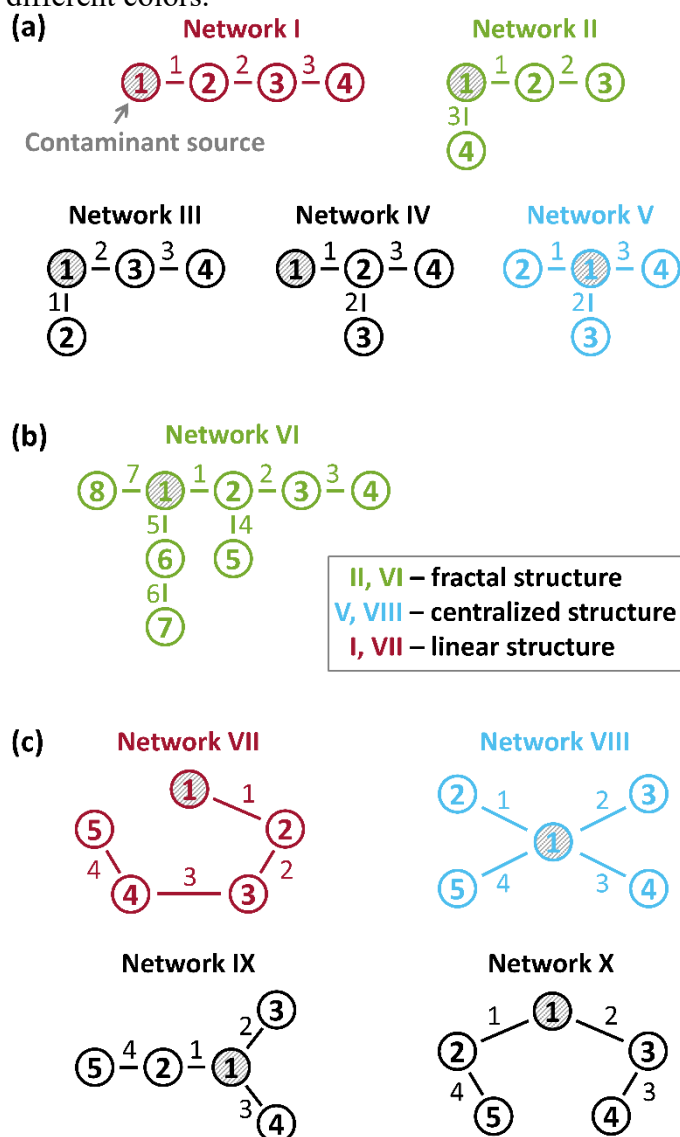 different colors.
(a)
Network I
1 1 2 2 3 3 4
Contaminant source
Network II
1 1 2 2 3
3
4
Network III
1 2 3 3 4
1
2
Network IV
1 1 2 3 4
2
3
Network V
2 1 1 3 4
2
3
(b)
Network VI
8 7 1 1 2 2 3 3 4
5 4
6 5
6
7
II, VI – fractal structure
V, VIII – centralized structure
I, VII – linear structure
(c)
Network VII
1
1
5 2
4 3 2
4 3
Network VIII
2 3
1 2
1
4 3
5 4
Network IX
3
2
5 4 2 1 1
3
4
Network X
1
1 2
2 3
4 3
5 4